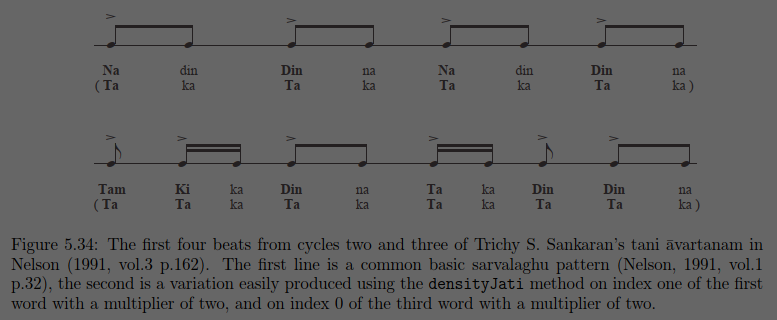 Na din Din na Na din Din na
( Ta ka Ta ka Ta ka Ta ka )
Tam Ki ka Din na Ta ka Din Din na
( Ta Ta ka Ta ka Ta ka Ta Ta ka )
Figure 5.34: The first four beats from cycles two and three of Trichy S. Sankaran's tani āvartanam in
Nelson (1991, vol.3 p.162). The first line is a common basic sarvalaghu pattern (Nelson, 1991, vol.1
p.32), the second is a variation easily produced using the densityJati method on index one of the first
word with a multiplier of two, and on index 0 of the third word with a multiplier of two.